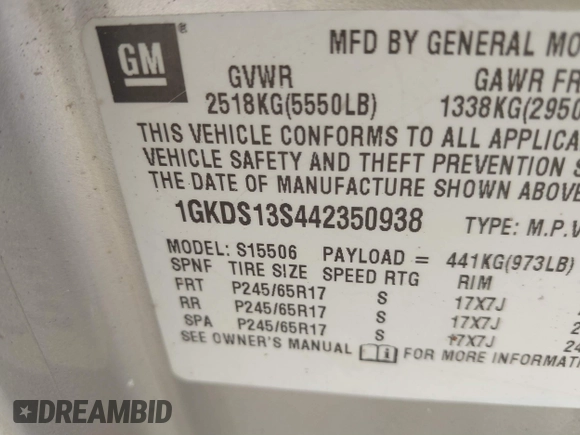 GM ®
MFD BY GENERAL MO
GVWR GAWR FR
2518KG(5550LB) 1338KG(2950
THIS VEHICLE CONFORMS TO ALL APPLICA
VEHICLE SAFETY AND THEFT PREVENTION S
THE DATE OF MANUFACTURE SHOWN ABOVE
1GKDS13S442350938 TYPE: M.P.V
MODEL: S15506 PAYLOAD = 441KG(973LB)
SPNF TIRE SIZE SPEED RTG RIM
FRT P245/65R17 S 17X7J
RR P245/65R17 S 17X7J 2
SPA P245/65R17 S 17X7J 24
SEE OWNER'S MANUAL FOR MORE INFORMAT
DREAMBID